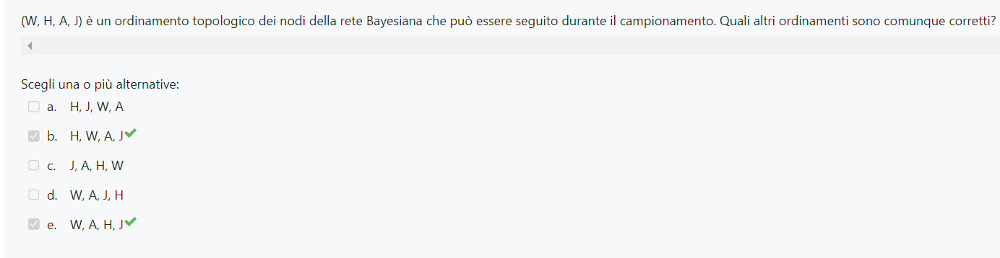 (W, H, A, J) è un ordinamento topologico dei nodi della rete Bayesiana che può essere seguito durante il campionamento. Quali altri ordinamenti sono comunque corretti?
Scegli una o più alternative:
a. H, J, W, A
b. H, W, A, J
c. J, A, H, W
d. W, A, J, H
e. W, A, H, J